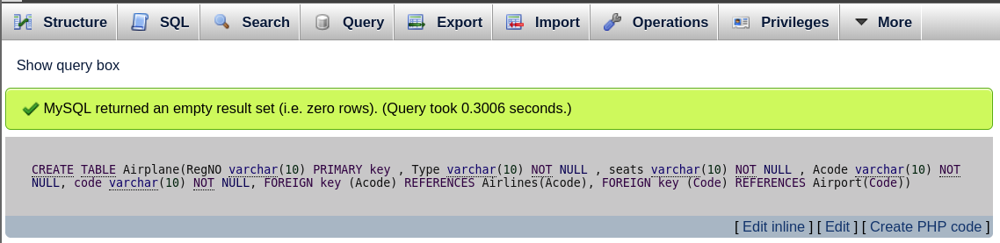 Structure SQL Search Query Export Import Operations Privileges More
Show query box
MySQL returned an empty result set (i.e. zero rows). (Query took 0.3006 seconds.)
CREATE TABLE Airplane(RegNO varchar(10) PRIMARY key , Type varchar(10) NOT NULL , seats varchar(10) NOT NULL , Acode varchar(10) NOT
NULL, code varchar(10) NOT NULL, FOREIGN key (Acode) REFERENCES Airlines(Acode), FOREIGN key (Code) REFERENCES Airport(Code))
[ Edit inline ] [ Edit ] [ Create PHP code ]